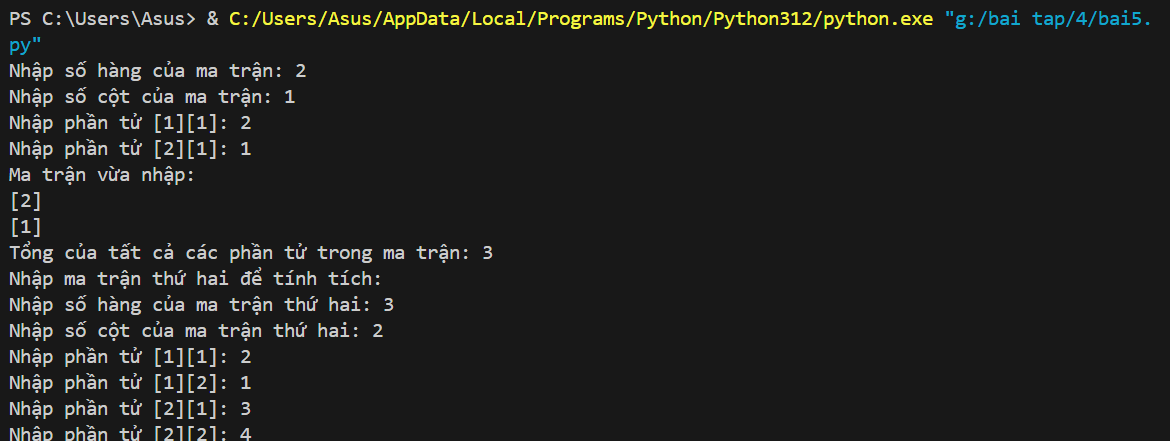 PS C:\Users\Asus> & C:/Users/Asus/AppData/Local/Programs/Python/Python312/python.exe "g:/bai tap/4/bai5.
py"
Nhập số hàng của ma trận: 2
Nhập số cột của ma trận: 1
Nhập phần tử [1][1]: 2
Nhập phần tử [2][1]: 1
Ma trận vừa nhập:
[2]
[1]
Tổng của tất cả các phần tử trong ma trận: 3
Nhập ma trận thứ hai để tính tích:
Nhập số hàng của ma trận thứ hai: 3
Nhập số cột của ma trận thứ hai: 2
Nhập phần tử [1][1]: 2
Nhập phần tử [1][2]: 1
Nhập phần tử [2][1]: 3
Nhập phần tử [2][2]: 4